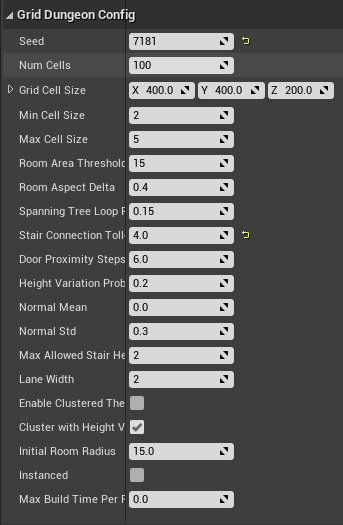 Grid Dungeon Config
Seed 7181
Num Cells 100
Grid Cell Size X 400.0 Y 400.0 Z 200.0
Min Cell Size 2
Max Cell Size 5
Room Area Threshold 15
Room Aspect Delta 0.4
Spanning Tree Loop 0.15
Stair Connection Toll 4.0
Door Proximity Steps 6.0
Height Variation Prob 0.2
Normal Mean 0.0
Normal Std 0.3
Max Allowed Stair He 2
Lane Width 2
Enable Clustered The
Cluster with Height V
Initial Room Radius 15.0
Instanced
Max Build Time Per 0.0